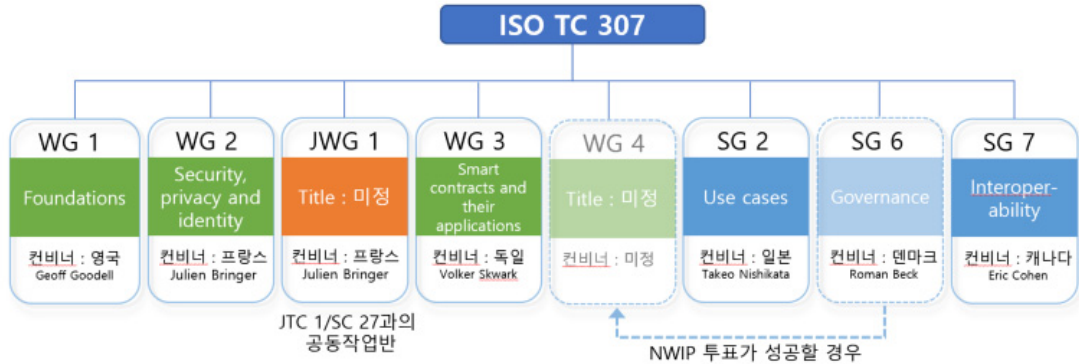 ISO TC 307
WG 1
Foundations
컨비너 : 영국
Geoff Goodell
WG 2
Security,
privacy and
identity
컨비너 : 프랑스
Julien Bringer
JWG 1
Title : 미정
컨비너 : 프랑스
Julien Bringer
JTC 1/SC 27과의
공동작업반
WG 3
Smart
contracts and
their
applications
컨비너 : 독일
Volker Skwark
WG 4
Title : 미정
컨비너 : 미정
SG 2
Use cases
컨비너 : 일본
Takeo Nishikata
SG 6
Governance
컨비너 : 덴마크
Roman Beck
SG 7
Interoper-
ability
컨비너 : 캐나다
Eric Cohen
NWIP 투표가 성공할 경우